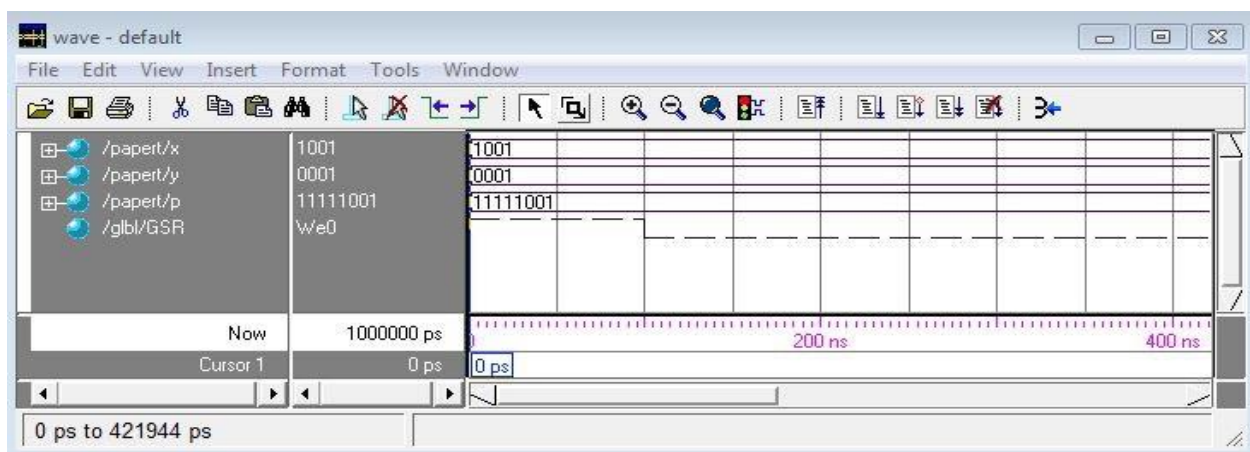 wave - default
File Edit View Insert Format Tools Window
/papert/x 1001 1001
/papert/y 0001 0001
/papert/p 11111001 11111001
/glbl/GSR We0
Now 1000000 ps 200 ns 400 ns
Cursor 1 0 ps 0 ps
0 ps to 421944 ps